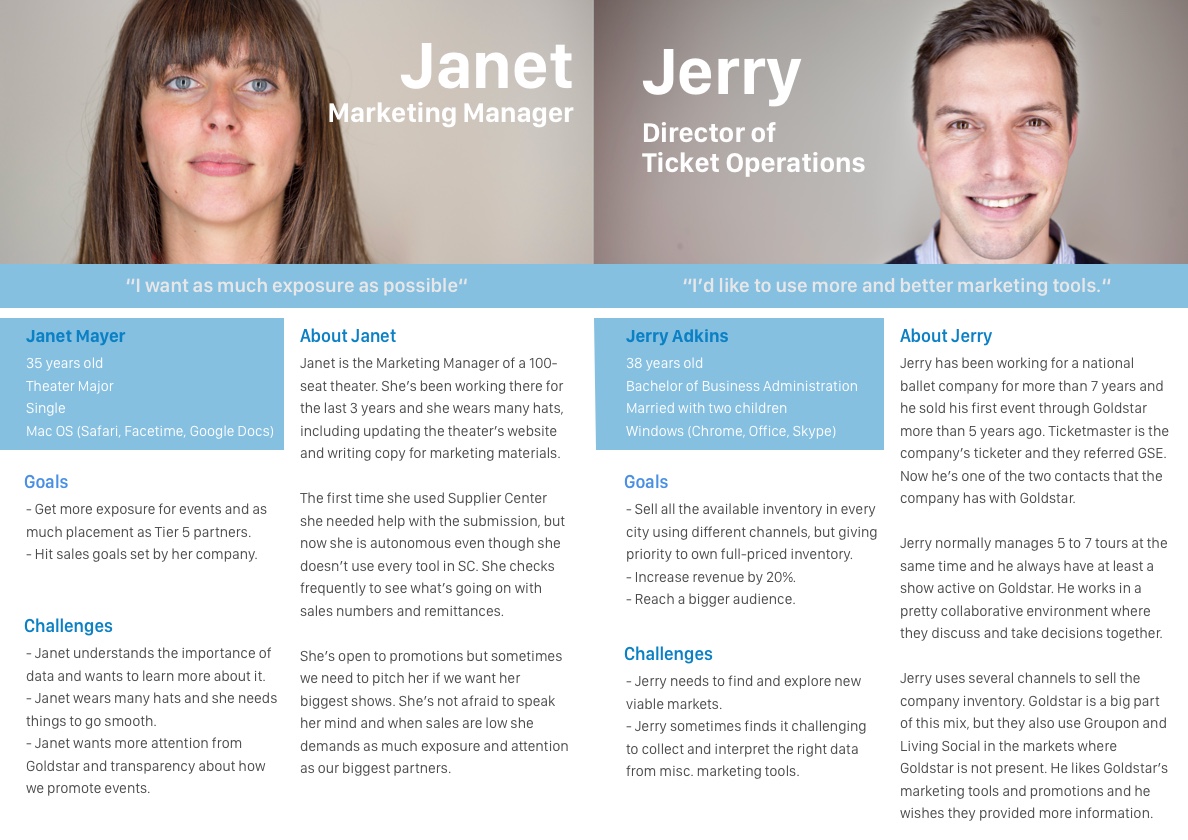 Janet
Marketing Manager
“I want as much exposure as possible“
Janet Mayer
35 years old
Theater Major
Single
Mac OS (Safari, Facetime, Google Docs)
Goals
- Get more exposure for events and as
much placement as Tier 5 partners.
- Hit sales goals set by her company.
Challenges
- Janet understands the importance of
data and wants to learn more about it.
- Janet wears many hats and she needs
things to go smooth.
- Janet wants more attention from
Goldstar and transparency about how
we promote events.
About Janet
Janet is the Marketing Manager of a 100-
seat theater. She’s been working there for
the last 3 years and she wears many hats,
including updating the theater’s website
and writing copy for marketing materials.
The first time she used Supplier Center
she needed help with the submission, but
now she is autonomous even though she
doesn’t use every tool in SC. She checks
frequently to see what’s going on with
sales numbers and remittances.
She’s open to promotions but sometimes
we need to pitch her if we want her
biggest shows. She’s not afraid to speak
her mind and when sales are low she
demands as much exposure and attention
as our biggest partners.
Jerry
Director of
Ticket Operations
“I’d like to use more and better marketing tools.“
Jerry Adkins
38 years old
Bachelor of Business Administration
Married with two children
Windows (Chrome, Office, Skype)
Goals
- Sell all the available inventory in every
city using different channels, but giving
priority to own full-priced inventory.
- Increase revenue by 20%.
- Reach a bigger audience.
Challenges
- Jerry needs to find and explore new
viable markets.
- Jerry sometimes finds it challenging
to collect and interpret the right data
from misc. marketing tools.
About Jerry
Jerry has been working for a national
ballet company for more than 7 years and
he sold his first event through Goldstar
more than 5 years ago. Ticketmaster is the
company’s ticketer and they referred GSE.
Now he’s one of the two contacts that the
company has with Goldstar.
Jerry normally manages 5 to 7 tours at the
same time and he always have at least a
show active on Goldstar. He works in a
pretty collaborative environment where
they discuss and take decisions together.
Jerry uses several channels to sell the
company inventory. Goldstar is a big part
of this mix, but they also use Groupon and
Living Social in the markets where
Goldstar is not present. He likes Goldstar’s
marketing tools and promotions and he
wishes they provided more information.